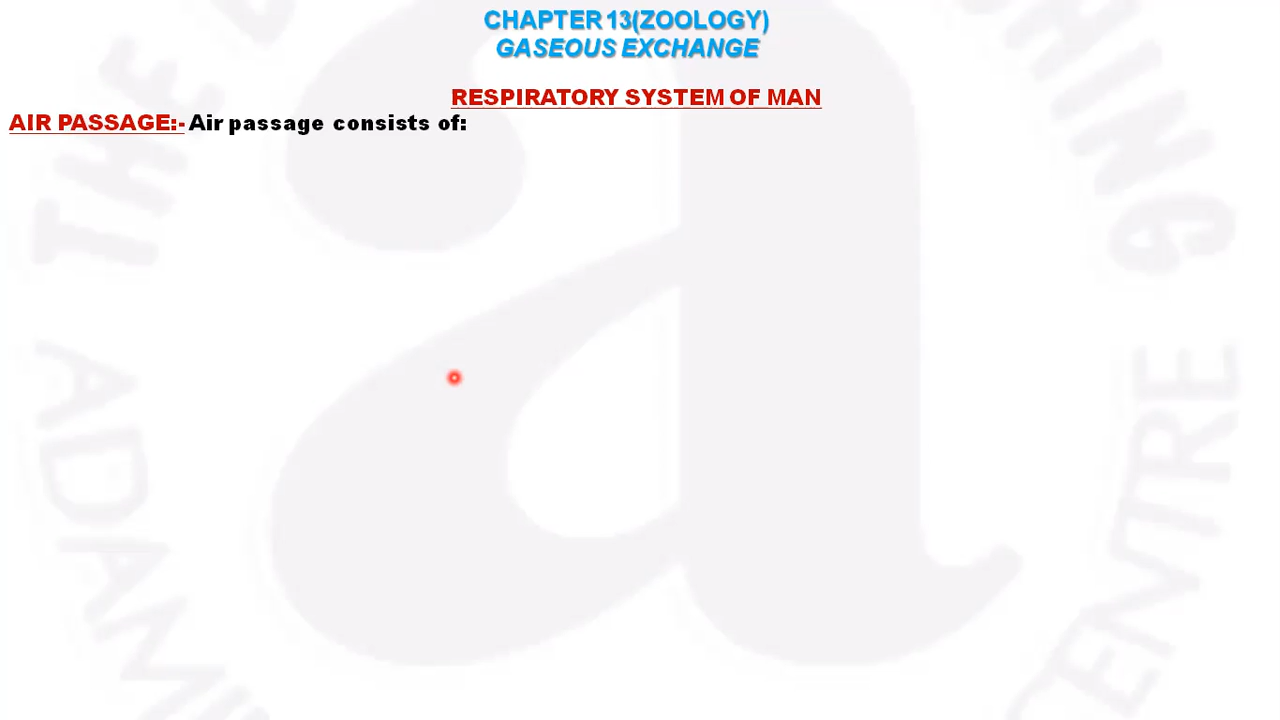 CHAPTER 13(ZOOLOGY)
GASEOUS EXCHANGE
RESPIRATORY SYSTEM OF MAN
AIR PASSAGE:- Air passage consists of: